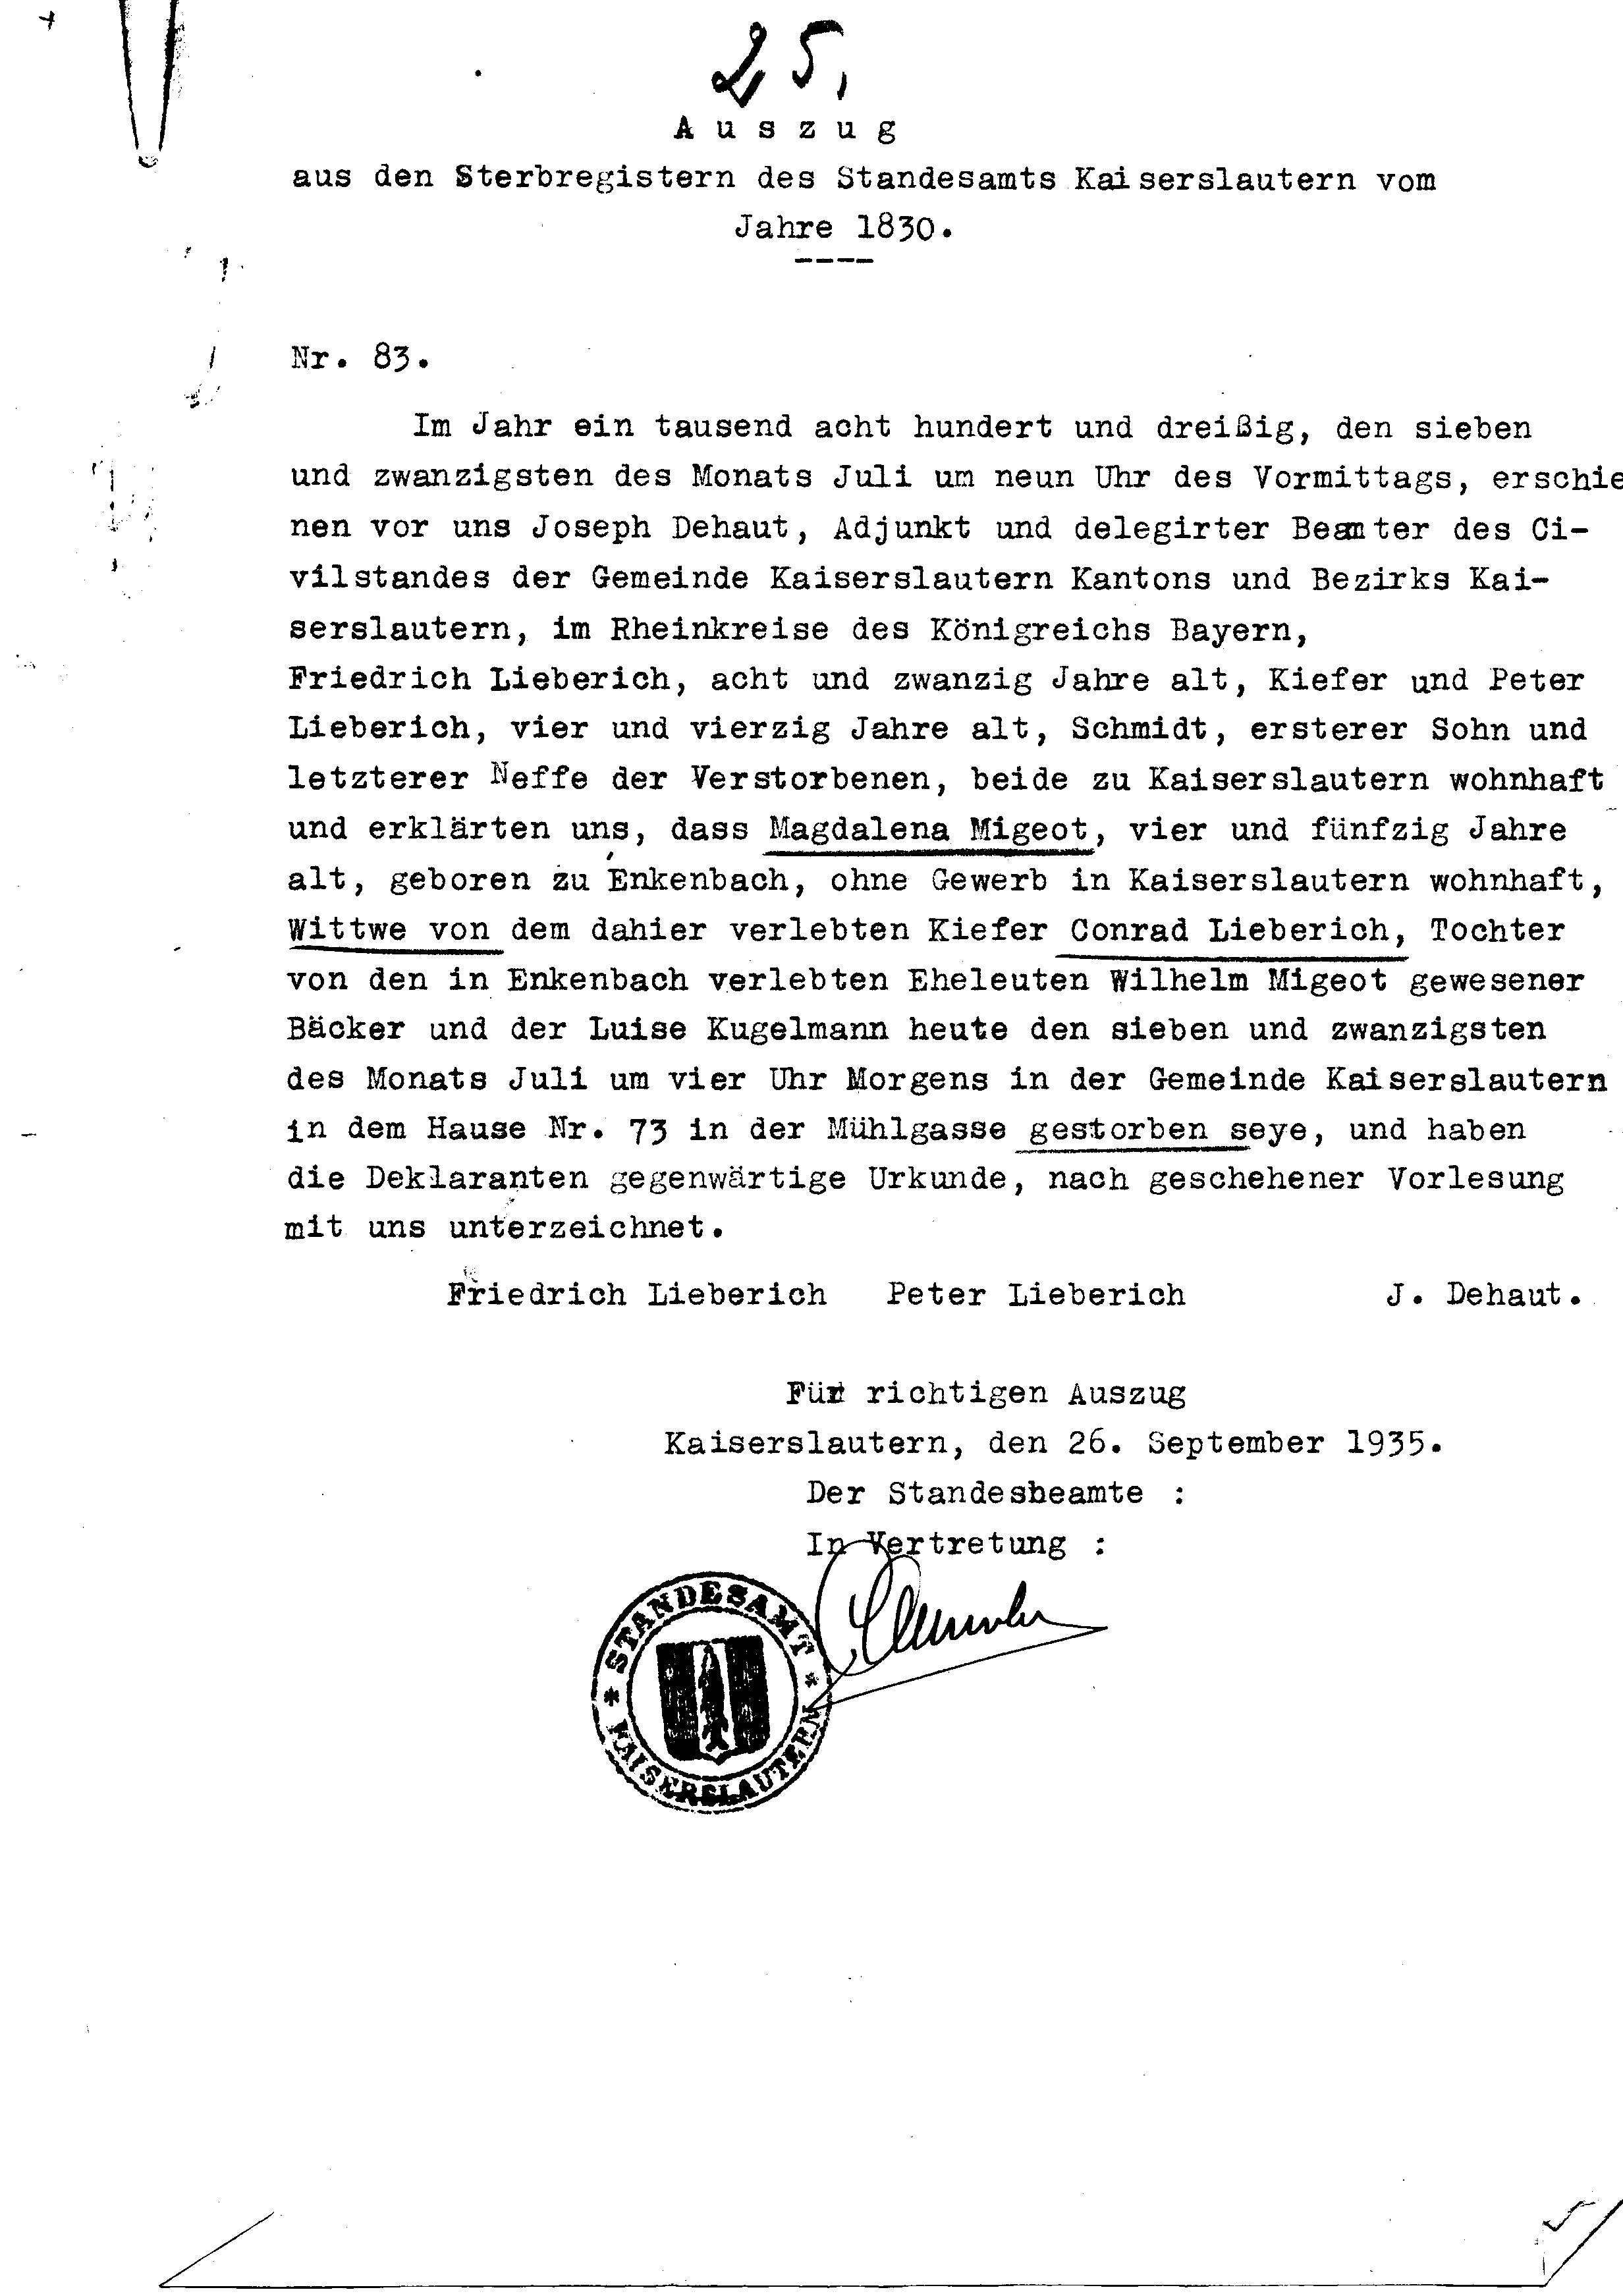 25.
Auszug
aus den Sterbregistern des Standesamts Kaiserslautern vom
Jahre 1830.
----
Nr. 83.
Im Jahr ein tausend acht hundert und dreißig, den sieben
und zwanzigsten des Monats Juli um neun Uhr des Vormittags, erschie
nen vor uns Joseph Dehaut, Adjunkt und delegirter Beamter des Ci-
vilstandes der Gemeinde Kaiserslautern Kantons und Bezirks Kai-
serslautern, im Rheinkreise des Königreichs Bayern,
Friedrich Lieberich, acht und zwanzig Jahre alt, Kiefer und Peter
Lieberich, vier und vierzig Jahre alt, Schmidt, ersterer Sohn und
letzterer Neffe der Verstorbenen, beide zu Kaiserslautern wohnhaft
und erklärten uns, dass Magdalena Migeot, vier und fünfzig Jahre
alt, geboren zu Enkenbach, ohne Gewerb in Kaiserslautern wohnhaft,
Wittwe von dem dahier verlebten Kiefer Conrad Lieberich, Tochter
von den in Enkenbach verlebten Eheleuten Wilhelm Migeot gewesener
Bäcker und der Luise Kugelmann heute den sieben und zwanzigsten
des Monats Juli um vier Uhr Morgens in der Gemeinde Kaiserslautern
in dem Hause Nr. 73 in der Mühlgasse gestorben seye, und haben
die Deklaranten gegenwärtige Urkunde, nach geschehener Vorlesung
mit uns unterzeichnet.
Friedrich Lieberich Peter Lieberich J. Dehaut.
Für richtigen Auszug
Kaiserslautern, den 26. September 1935.
Der Standesbeamte :
In Vertretung :
* STANDESAMT *
KAISERSLAUTERN